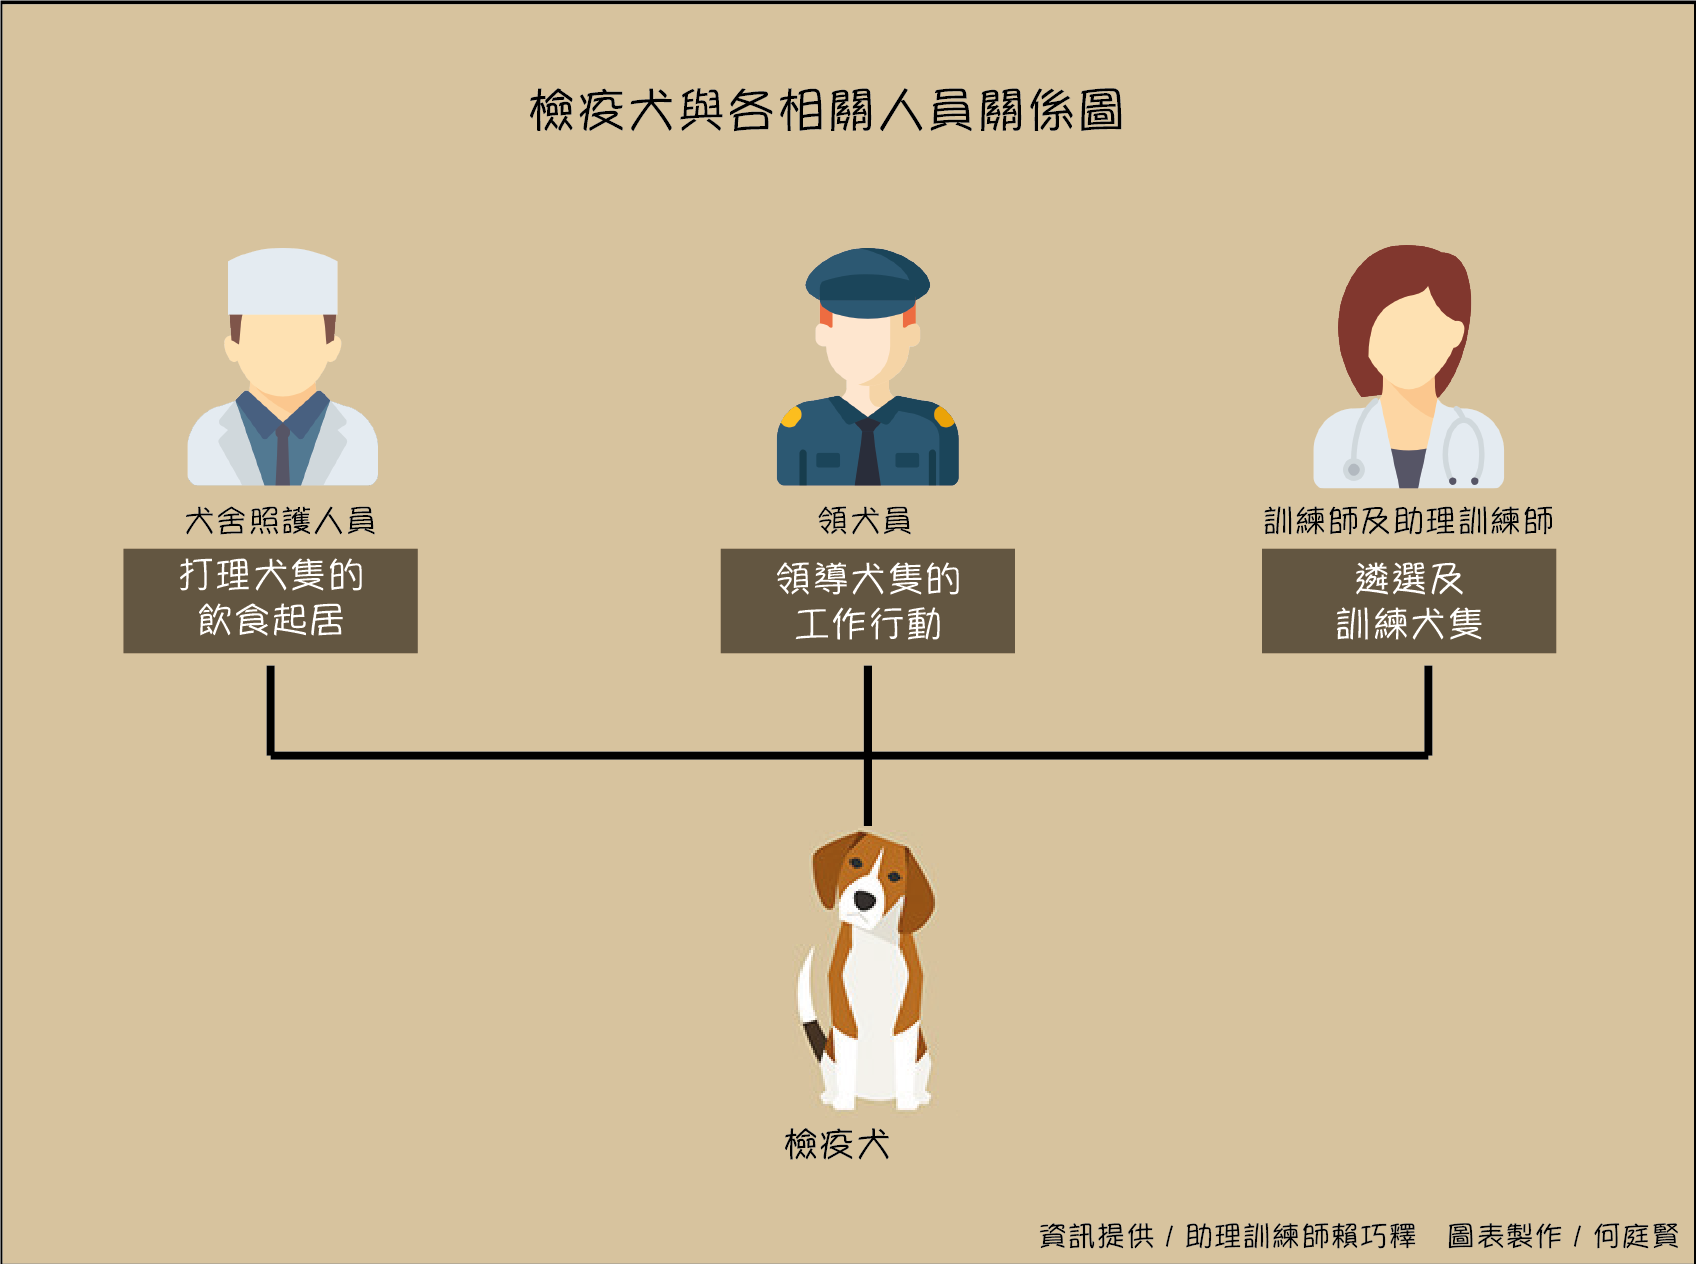 檢疫犬與各相關人員關係圖
犬舍照護人員
打理犬隻的
飲食起居
領犬員
領導犬隻的
工作行動
訓練師及助理訓練師
遴選及
訓練犬隻
檢疫犬
資訊提供 / 助理訓練師賴巧釋 圖表製作 / 何庭賢